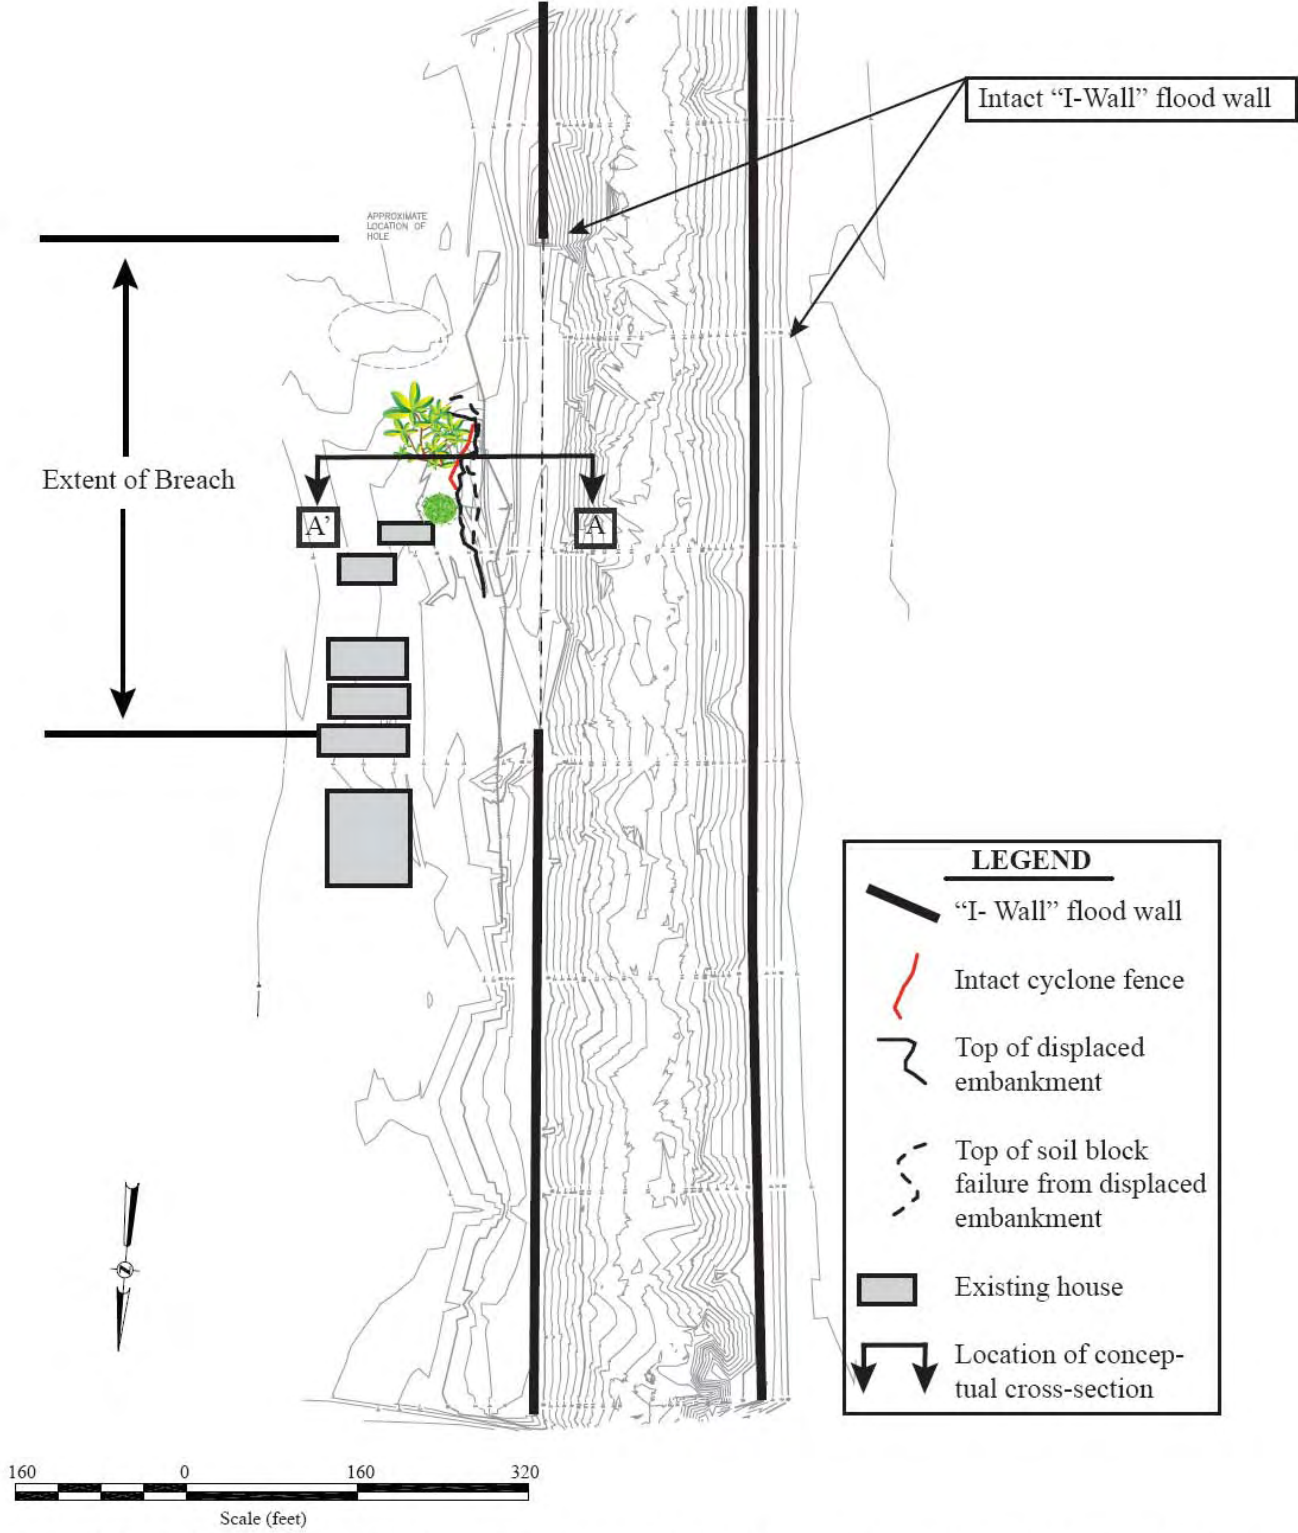 Intact “I-Wall” flood wall
APPROXIMATE
LOCATION OF
HOLE
Extent of Breach
A’
A
LEGEND
“I- Wall” flood wall
Intact cyclone fence
Top of displaced
embankment
Top of soil block
failure from displaced
embankment
Existing house
Location of concep-
tual cross-section
Z
160 0 160 320
Scale (feet)